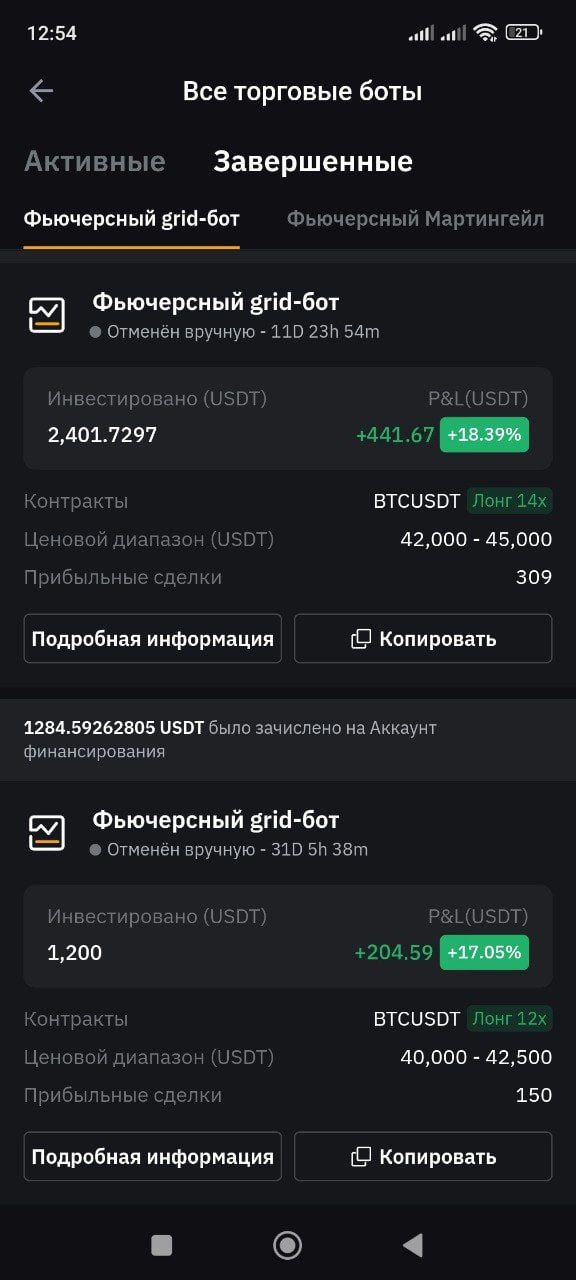 12:54
21
Все торговые боты
Активные Завершенные
Фьючерсный grid-бот Фьючерсный Мартингейл
Фьючерсный grid-бот
Отменён вручную - 11D 23h 54m
Инвестировано (USDT) P&L(USDT)
2,401.7297 +441.67 +18.39%
Контракты BTCUSDT Лонг 14x
Ценовой диапазон (USDT) 42,000 - 45,000
Прибыльные сделки 309
Подробная информация Копировать
1284.59262805 USDT было зачислено на Аккаунт
финансирования
Фьючерсный grid-бот
Отменён вручную - 31D 5h 38m
Инвестировано (USDT) P&L(USDT)
1,200 +204.59 +17.05%
Контракты BTCUSDT Лонг 12x
Ценовой диапазон (USDT) 40,000 - 42,500
Прибыльные сделки 150
Подробная информация Копировать